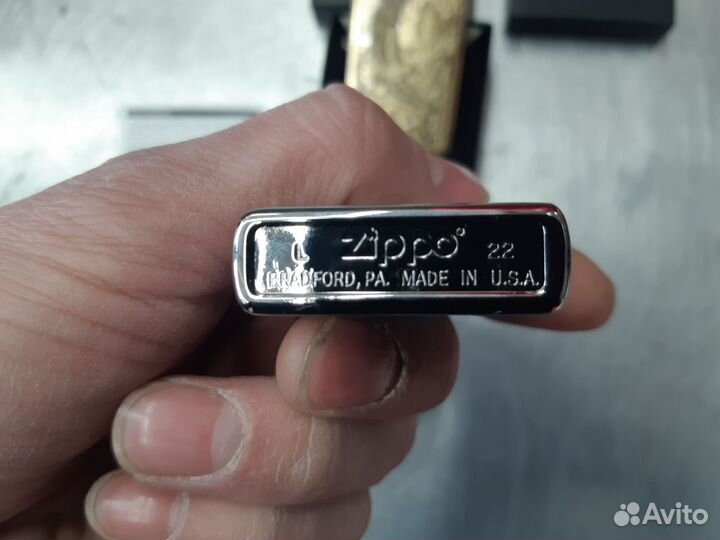 L zippo® 22
BRADFORD, PA. MADE IN U.S.A.
Avito